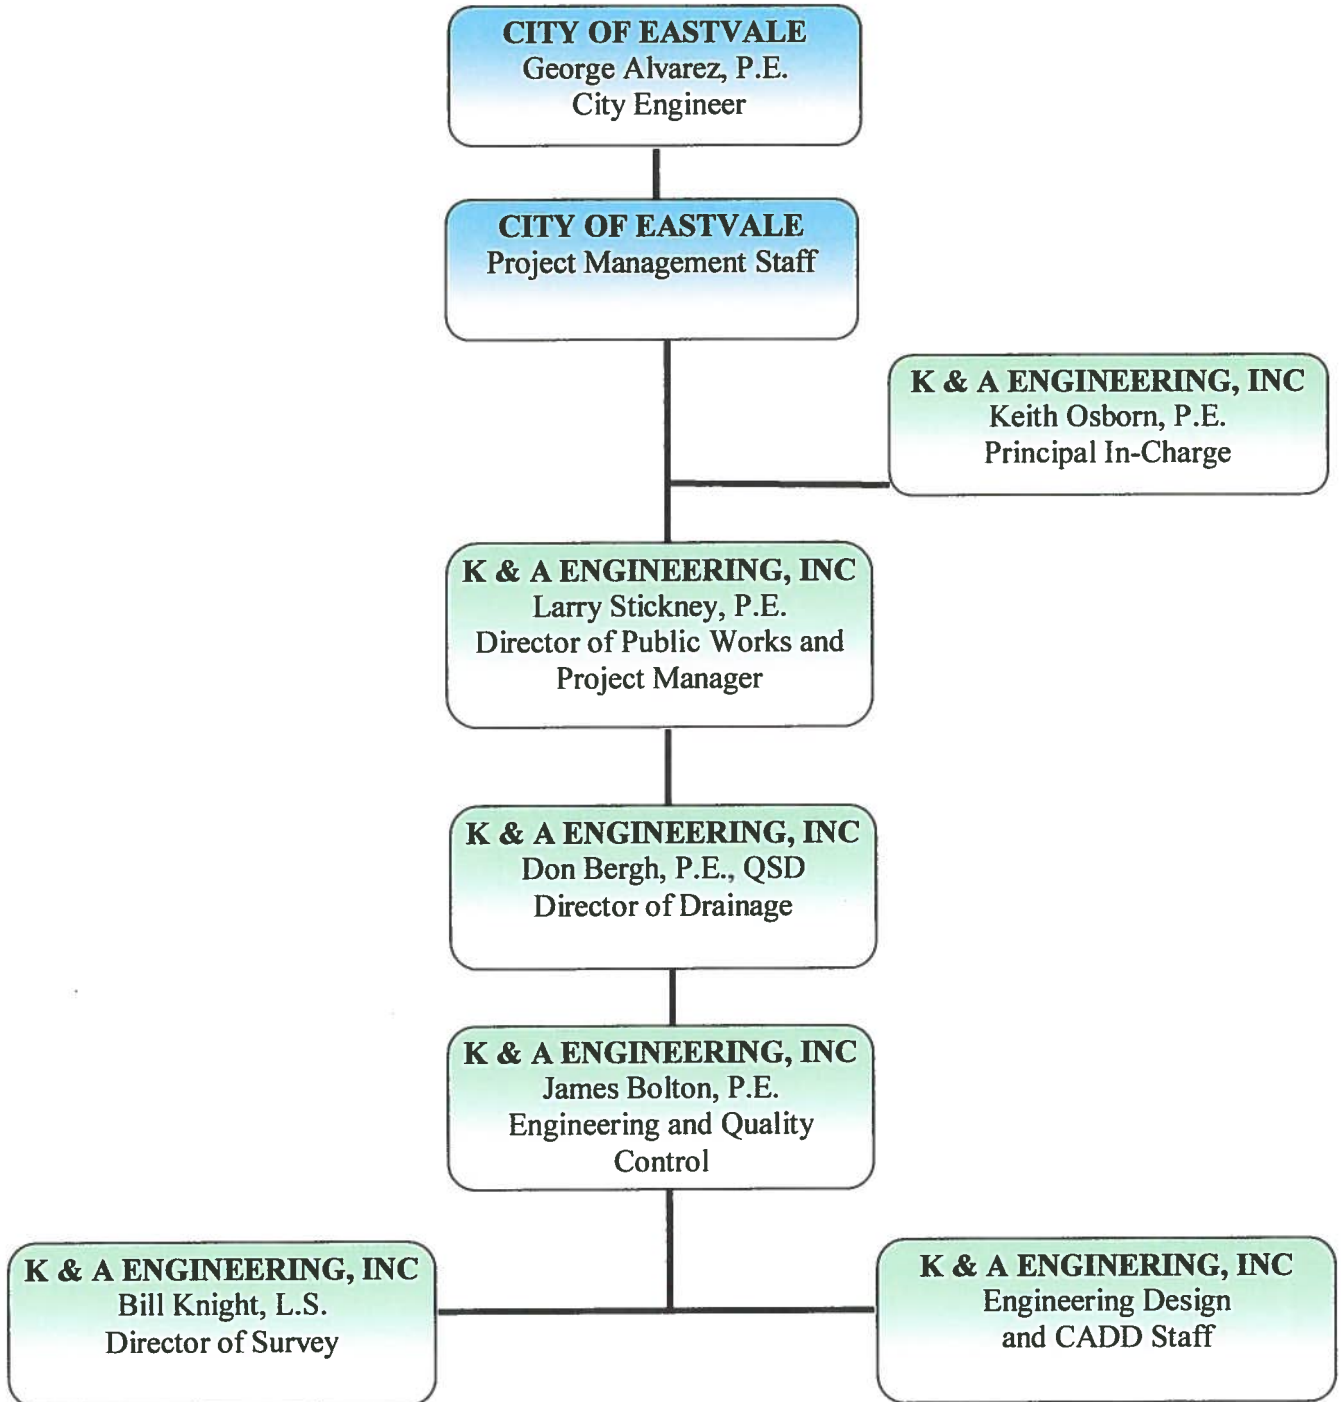 CITY OF EASTVALE
George Alvarez, P.E.
City Engineer
CITY OF EASTVALE
Project Management Staff
K & A ENGINEERING, INC
Keith Osborn, P.E.
Principal In-Charge
K & A ENGINEERING, INC
Larry Stickney, P.E.
Director of Public Works and
Project Manager
K & A ENGINEERING, INC
Don Bergh, P.E., QSD
Director of Drainage
K & A ENGINEERING, INC
James Bolton, P.E.
Engineering and Quality
Control
K & A ENGINEERING, INC
Bill Knight, L.S.
Director of Survey
K & A ENGINERING, INC
Engineering Design
and CADD Staff